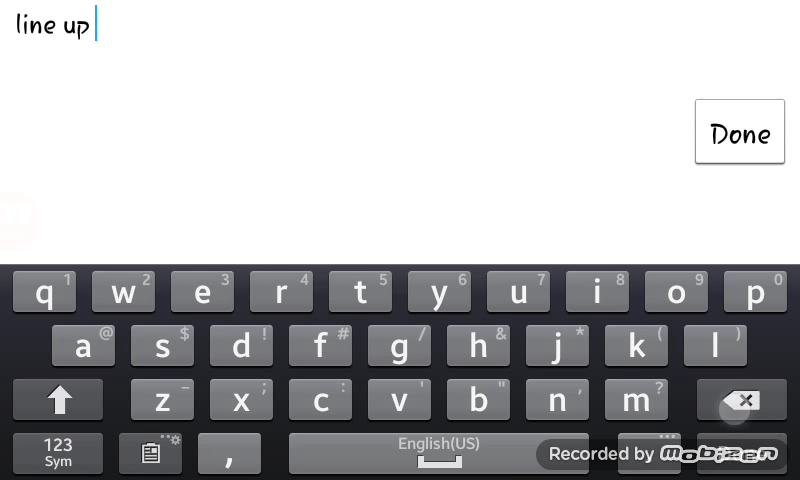 line up
Done
q 1 w 2 e 3 r 4 t 5 y 6 u 7 i 8 o 9 p 0
a @ s $ d ! f # g / h & j * k ( l )
z - x ; c : v ' b " n , m ?
123
Sym
,
English(US)
Recorded by mobizen